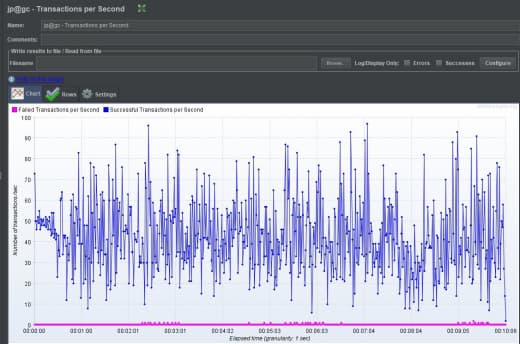 jp@gc - Transactions per Second
Name: jp@gc - Transactions per Second
Comments:
Write results to file / Read from file
Filename Browse... Log/Display Only: Errors Successes Configure
Chart Rows Settings
Failed Transactions per Second Successful Transactions per Second
100
90
80
70
60
50
40
30
20
10
0
Number of transactions /sec
00:00:00 00:01:00 00:02:01 00:03:01 00:04:02 00:05:03 00:06:03 00:07:04 00:08:04 00:09:05 00:10:06
Elapsed time (granularity: 1 sec)